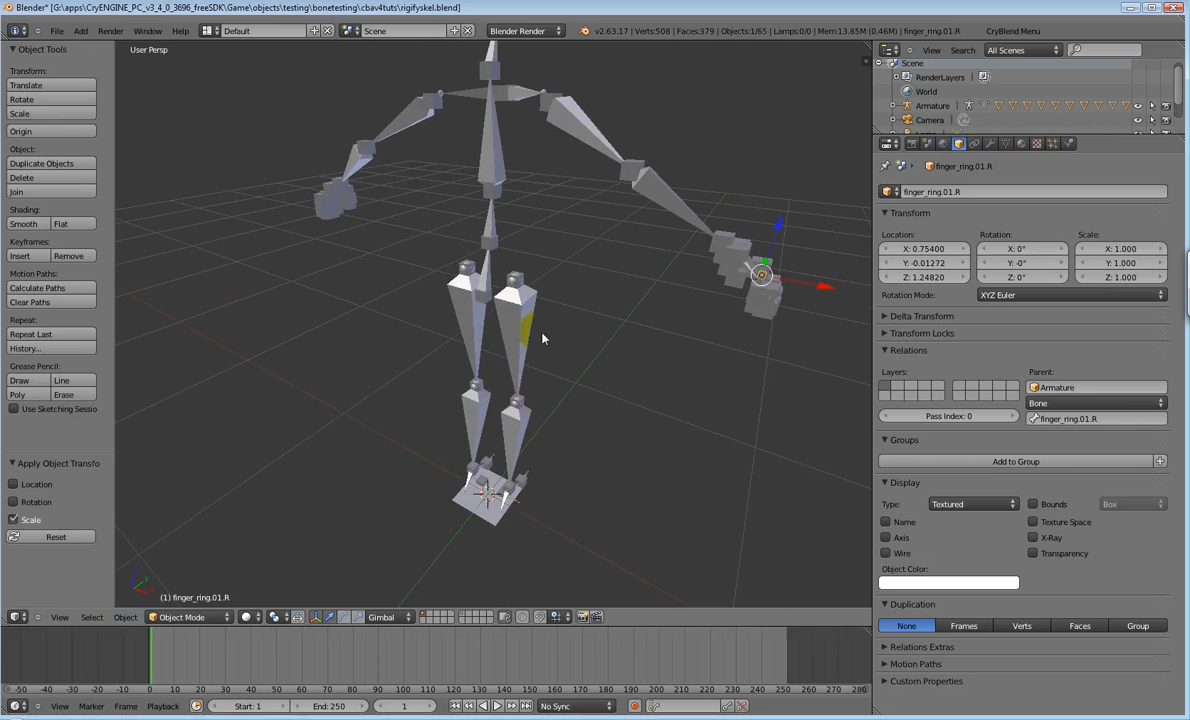 Blender* [G:\apps\CryENGINE_PC_v3_4_0_3696_freeSDK\Game\objects\testing\bonetesting\cbav4tuts\rigifyskel.blend]
File Add Render Window Help Default Scene Blender Render v2.63.17 | Verts:508 | Faces:379 | Objects:1/65 | Lamps:0/0 | Mem:13.85M (0.46M) | finger_ring.01.R CryBlend Menu
Object Tools
Transform:
Translate
Rotate
Scale
Origin
Object:
Duplicate Objects
Delete
Join
Shading:
Smooth Flat
Keyframes:
Insert Remove
Motion Paths:
Calculate Paths
Clear Paths
Repeat:
Repeat Last
History...
Grease Pencil:
Draw Line
Poly Erase
Use Sketching Sessio
Apply Object Transfo
Location
Rotation
Scale
Reset
User Persp
(1) finger_ring.01.R
View Select Object Object Mode Gimbal
View Search All Scenes
Scene
RenderLayers
World
Armature
Camera
finger_ring.01.R
finger_ring.01.R
Transform
Location: Rotation: Scale:
X: 0.75400 X: 0° X: 1.000
Y: -0.01272 Y: -0° Y: 1.000
Z: 1.24820 Z: 0° Z: 1.000
Rotation Mode: XYZ Euler
Delta Transform
Transform Locks
Relations
Layers: Parent:
Armature
Bone
Pass Index: 0 finger_ring.01.R
Groups
Add to Group
Display
Type: Textured Bounds Box
Name Texture Space
Axis X-Ray
Wire Transparency
Object Color:
Duplication
None Frames Verts Faces Group
Relations Extras
Motion Paths
Custom Properties
-50 -40 -30 -20 -10 0 10 20 30 40 50 60 70 80 90 100 110 120 130 140 150 160 170 180 190 200 210 220 230 240 250 260 270 280
View Marker Frame Playback Start: 1 End: 250 1 No Sync